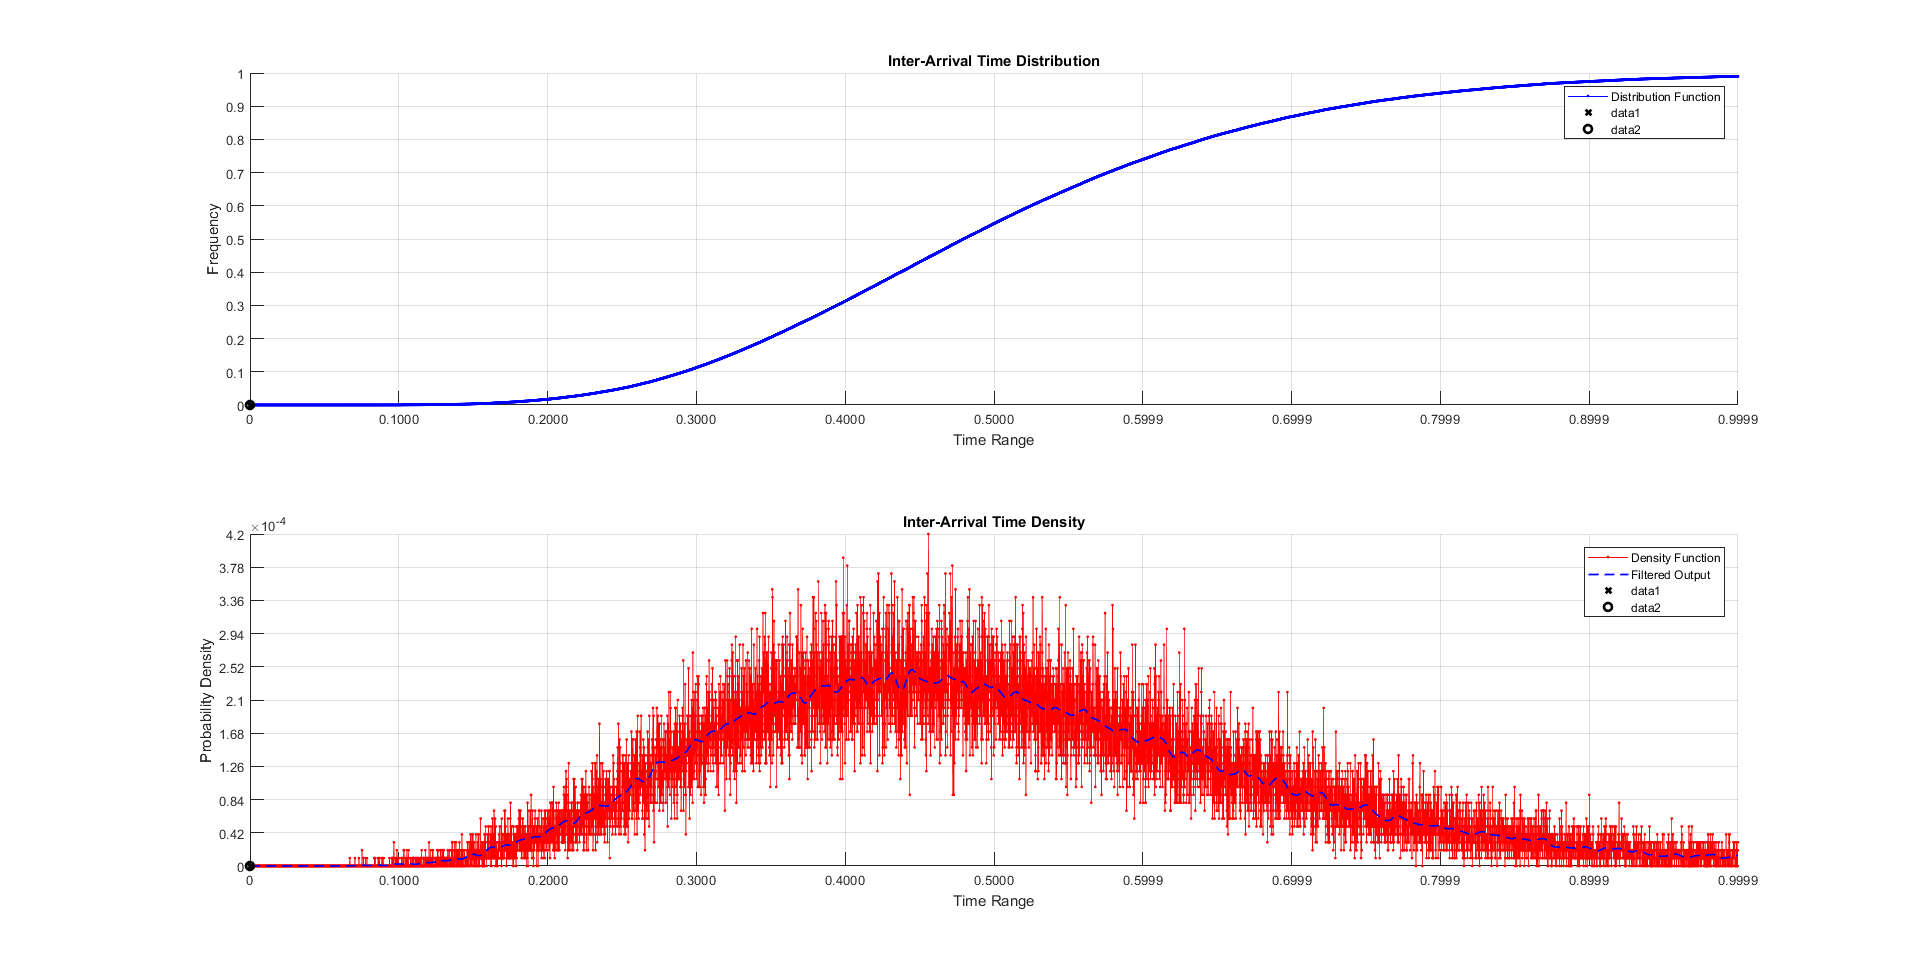 Inter-Arrival Time Distribution
1
0.9
0.8
0.7
0.6
0.5
0.4
0.3
0.2
0.1
0
Frequency
Distribution Function
data1
data2
0 0.1000 0.2000 0.3000 0.4000 0.5000 0.5999 0.6999 0.7999 0.8999 0.9999
Time Range
Inter-Arrival Time Density
×10-4
4.2
3.78
3.36
2.94
2.52
2.1
1.68
1.26
0.84
0.42
0
Probability Density
Density Function
Filtered Output
data1
data2
0 0.1000 0.2000 0.3000 0.4000 0.5000 0.5999 0.6999 0.7999 0.8999 0.9999
Time Range